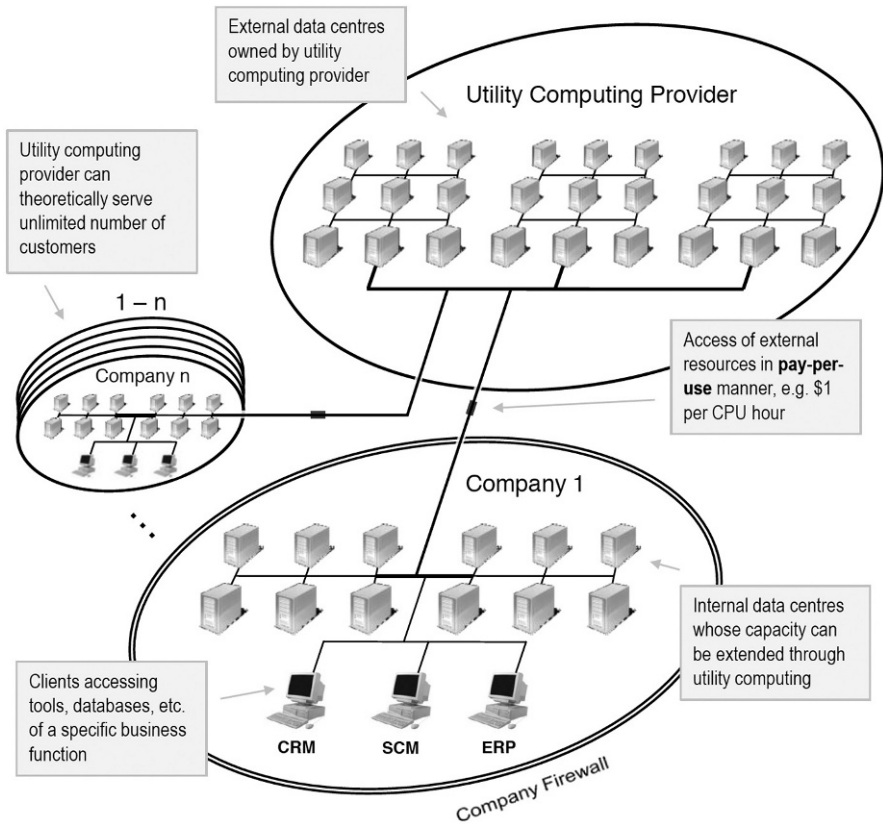 External data centres
owned by utility
computing provider
Utility Computing Provider
Utility computing
provider can
theoretically serve
unlimited number of
customers
1 – n
Company n
Access of external
resources in pay-per-
use manner, e.g. $1
per CPU hour
Company 1
Internal data centres
whose capacity can
be extended through
utility computing
Clients accessing
tools, databases, etc.
of a specific business
function
CRM
SCM
ERP
Company Firewall